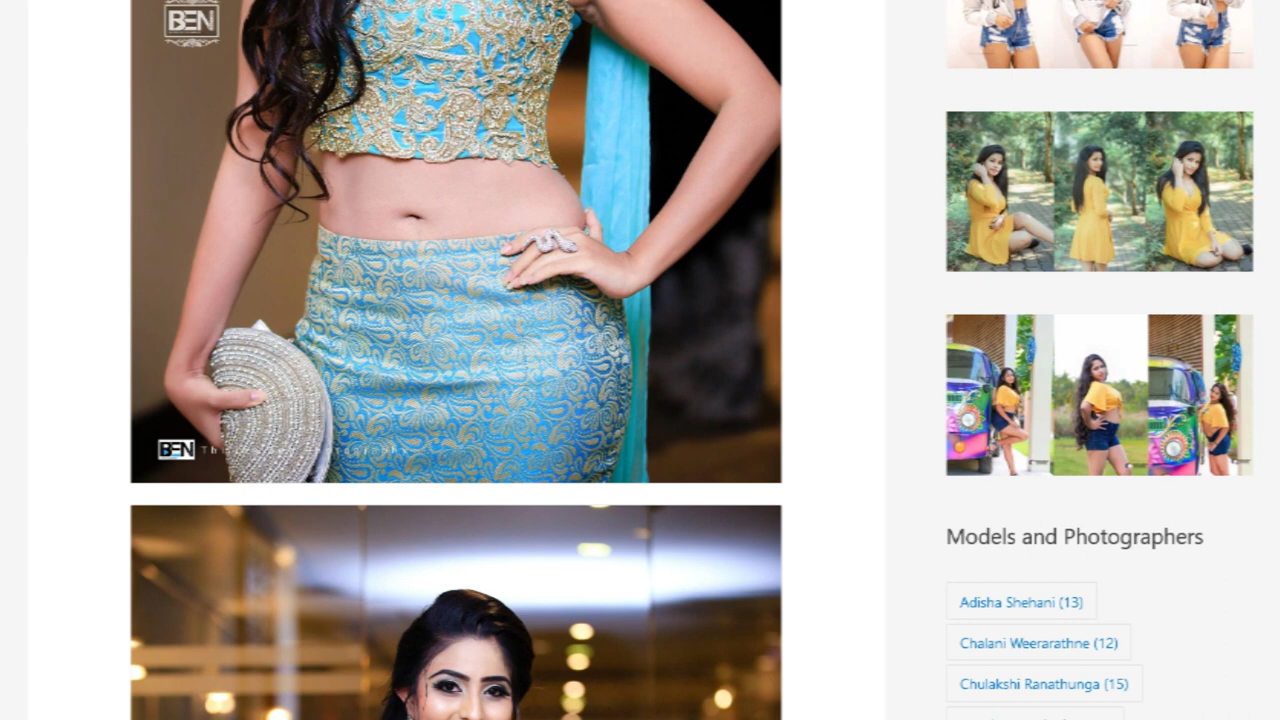 BEN
BEN
Models and Photographers
Adisha Shehani (13)
Chalani Weerarathne (12)
Chulakshi Ranathunga (15)